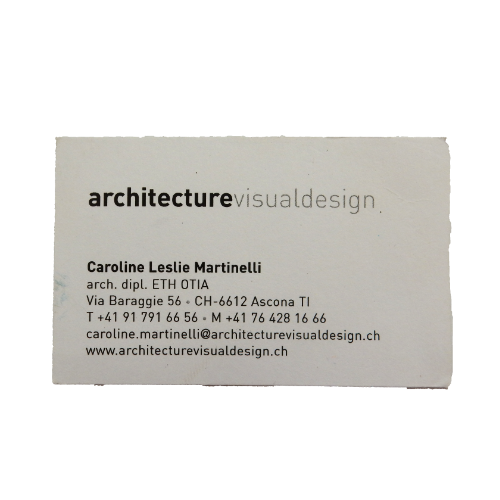 architecturevisualdesign
Caroline Leslie Martinelli
arch. dipl. ETH OTIA
Via Baraggie 56 • CH-6612 Ascona TI
T +41 91 791 66 56 • M +41 76 428 16 66
caroline.martinelli@architecturevisualdesign.ch
www.architecturevisualdesign.ch